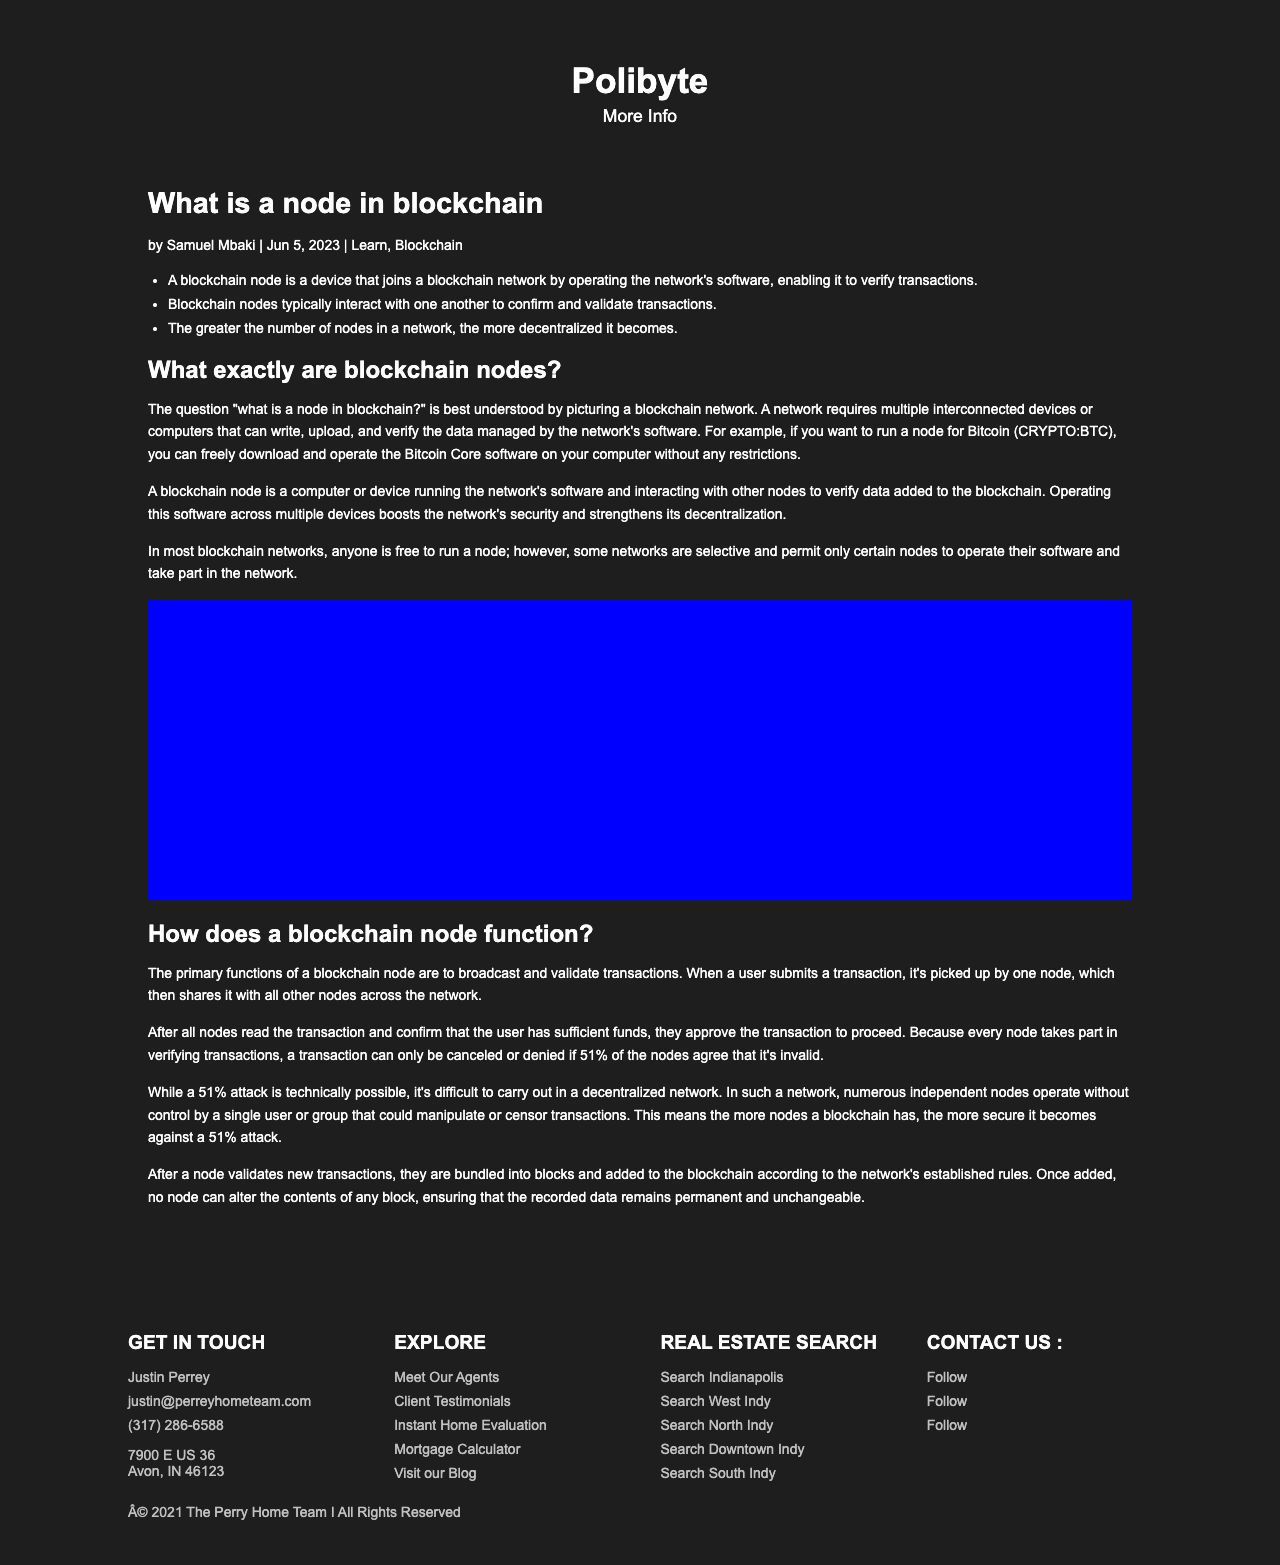 Polibyte
More Info
What is a node in blockchain
by Samuel Mbaki | Jun 5, 2023 | Learn, Blockchain
• A blockchain node is a device that joins a blockchain network by operating the network's software, enabling it to verify transactions.
• Blockchain nodes typically interact with one another to confirm and validate transactions.
• The greater the number of nodes in a network, the more decentralized it becomes.
What exactly are blockchain nodes?
The question "what is a node in blockchain?" is best understood by picturing a blockchain network. A network requires multiple interconnected devices or
computers that can write, upload, and verify the data managed by the network's software. For example, if you want to run a node for Bitcoin (CRYPTO:BTC),
you can freely download and operate the Bitcoin Core software on your computer without any restrictions.
A blockchain node is a computer or device running the network's software and interacting with other nodes to verify data added to the blockchain. Operating
this software across multiple devices boosts the network's security and strengthens its decentralization.
In most blockchain networks, anyone is free to run a node; however, some networks are selective and permit only certain nodes to operate their software and
take part in the network.
How does a blockchain node function?
The primary functions of a blockchain node are to broadcast and validate transactions. When a user submits a transaction, it's picked up by one node, which
then shares it with all other nodes across the network.
After all nodes read the transaction and confirm that the user has sufficient funds, they approve the transaction to proceed. Because every node takes part in
verifying transactions, a transaction can only be canceled or denied if 51% of the nodes agree that it's invalid.
While a 51% attack is technically possible, it's difficult to carry out in a decentralized network. In such a network, numerous independent nodes operate without
control by a single user or group that could manipulate or censor transactions. This means the more nodes a blockchain has, the more secure it becomes
against a 51% attack.
After a node validates new transactions, they are bundled into blocks and added to the blockchain according to the network's established rules. Once added,
no node can alter the contents of any block, ensuring that the recorded data remains permanent and unchangeable.
GET IN TOUCH
Justin Perrey
justin@perreyhometeam.com
(317) 286-6588
7900 E US 36
Avon, IN 46123
EXPLORE
Meet Our Agents
Client Testimonials
Instant Home Evaluation
Mortgage Calculator
Visit our Blog
REAL ESTATE SEARCH
Search Indianapolis
Search West Indy
Search North Indy
Search Downtown Indy
Search South Indy
CONTACT US :
Follow
Follow
Follow
Â© 2021 The Perry Home Team I All Rights Reserved